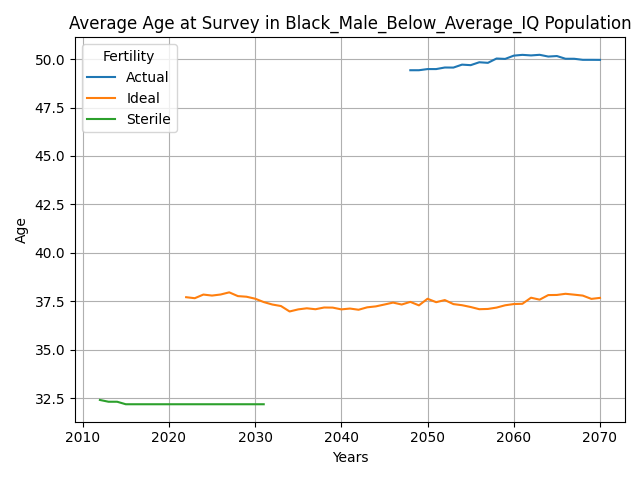 Average Age at Survey in Black_Male_Below_Average_IQ Population
Fertility
Actual
Ideal
Sterile
Age
50.0
47.5
45.0
42.5
40.0
37.5
35.0
32.5
2010 2020 2030 2040 2050 2060 2070
Years